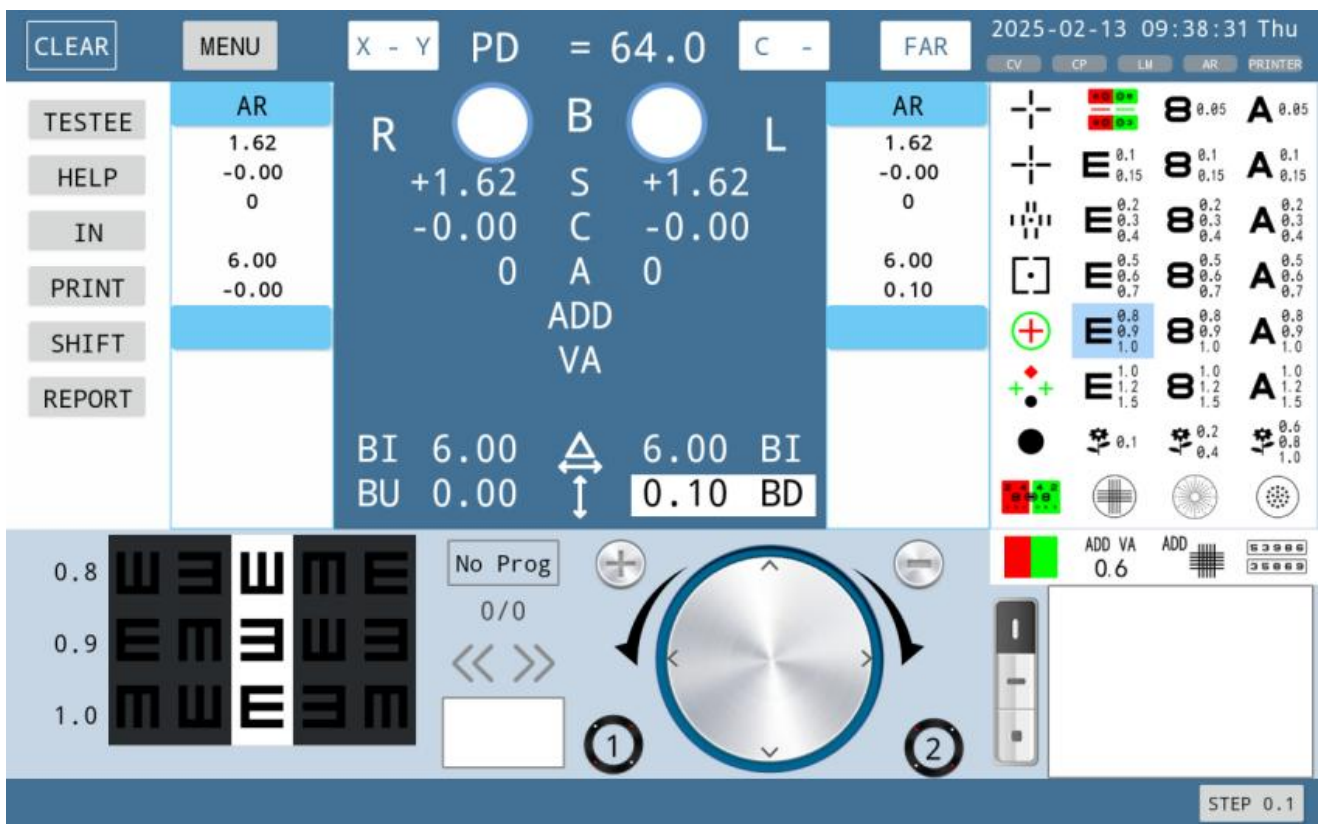 CLEAR MENU X - Y PD = 64.0 C - FAR 2025-02-13 09:38:31 Thu
CV CP LM AR PRINTER
TESTEE
HELP
IN
PRINT
SHIFT
REPORT
AR
1.62
-0.00
0
6.00
-0.00
R B L
+1.62 S +1.62
-0.00 C -0.00
0 A 0
ADD
VA
BI 6.00 6.00 BI
BU 0.00 0.10 BD
AR
1.62
-0.00
0
6.00
0.10
8 0.05 A 0.05
E 0.1 0.15 8 0.1 0.15 A 0.1 0.15
E 0.2 0.3 0.4 8 0.2 0.3 0.4 A 0.2 0.3 0.4
E 0.5 0.6 0.7 8 0.5 0.6 0.7 A 0.5 0.6 0.7
E 0.8 0.9 1.0 8 0.8 0.9 1.0 A 0.8 0.9 1.0
E 1.0 1.2 1.5 8 1.0 1.2 1.5 A 1.0 1.2 1.5
0.1 0.2 0.4 0.6 0.8 1.0
ADD VA ADD 53986
0.6 35869
0.8
0.9
1.0
No Prog
0/0
1 2
STEP 0.1